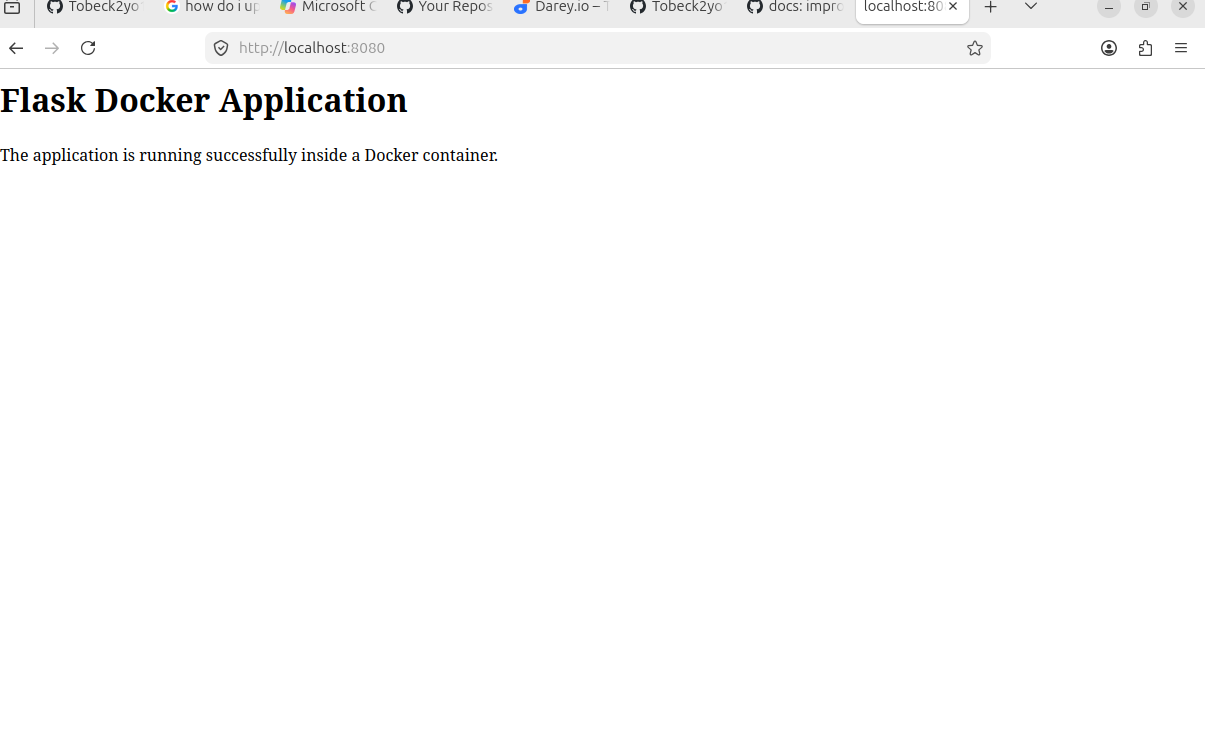 Tobeck2yo how do i up Microsoft Your Repos Darey.io – Tobeck2yo docs: impro localhost:80
http://localhost:8080
Flask Docker Application
The application is running successfully inside a Docker container.